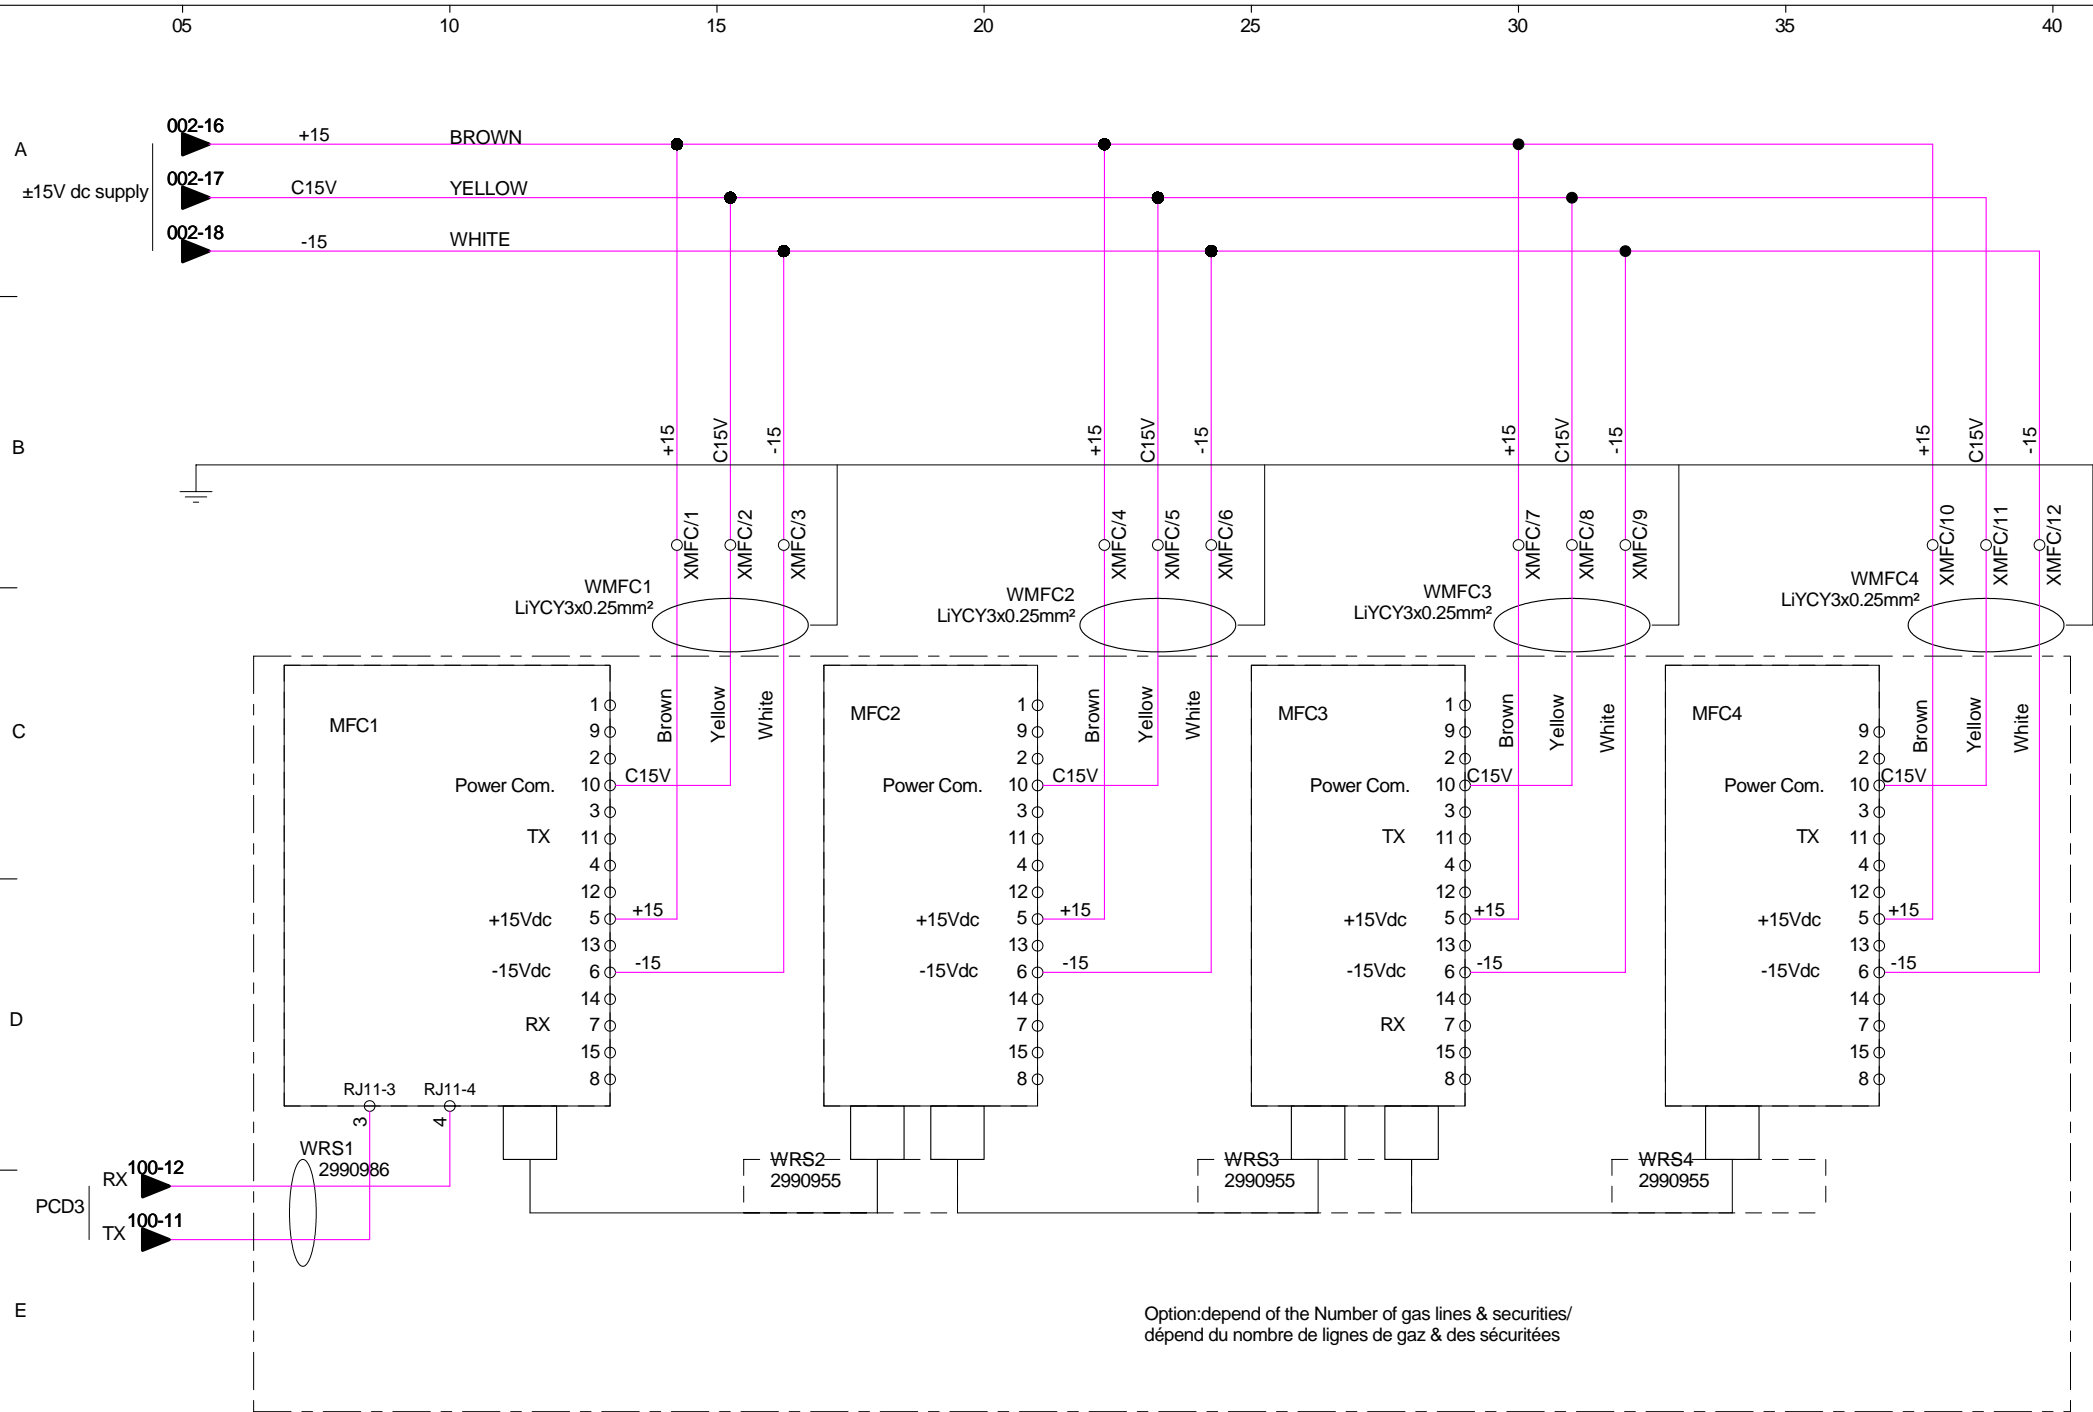 05 10 15 20 25 30 35 40
A
±15V dc supply
002-16 +15 BROWN
002-17 C15V YELLOW
002-18 -15 WHITE
B
+15 C15V -15
+15 C15V -15
+15 C15V -15
+15 C15V -15
XMFC/1 XMFC/2 XMFC/3
XMFC/4 XMFC/5 XMFC/6
XMFC/7 XMFC/8 XMFC/9
XMFC/10 XMFC/11 XMFC/12
WMFC1
LiYCY3x0.25mm²
WMFC2
LiYCY3x0.25mm²
WMFC3
LiYCY3x0.25mm²
WMFC4
LiYCY3x0.25mm²
C
MFC1
1
9
2
Power Com. 10 C15V
3
TX 11
4
12
+15Vdc 5 +15
13
-15Vdc 6 -15
14
RX 7
15
8
RJ11-3 RJ11-4
3 4
Brown Yellow White
MFC2
1
9
2
Power Com. 10 C15V
3
11
4
12
+15Vdc 5 +15
13
-15Vdc 6 -15
14
7
15
8
Brown Yellow White
MFC3
1
9
2
Power Com. 10 C15V
3
TX 11
4
12
+15Vdc 5 +15
13
-15Vdc 6 -15
14
RX 7
15
8
Brown Yellow White
MFC4
9
2
Power Com. 10 C15V
3
TX 11
4
12
+15Vdc 5 +15
13
-15Vdc 6 -15
14
7
15
8
Brown Yellow White
D
WRS1
2990986
WRS2
2990955
WRS3
2990955
WRS4
2990955
PCD3
RX 100-12
TX 100-11
E
Option:depend of the Number of gas lines & securities/
dépend du nombre de lignes de gaz & des sécuritées